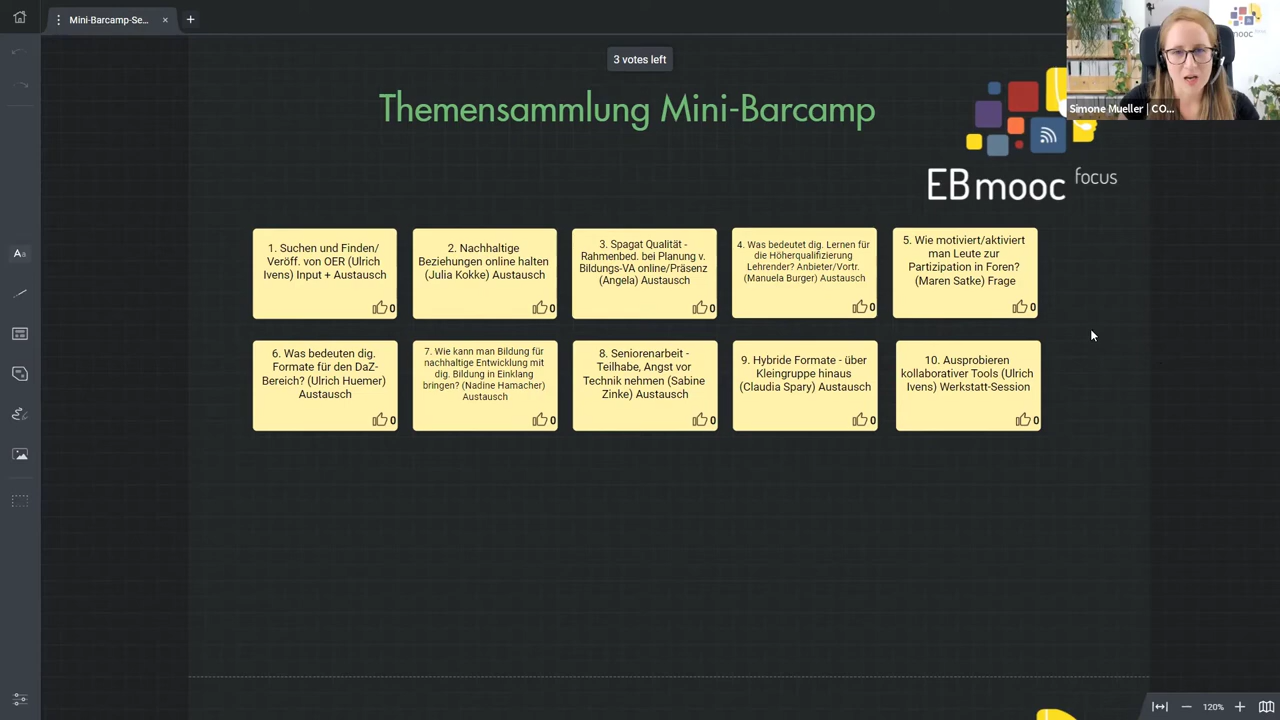 Mini-Barcamp-Se...
3 votes left
Themensammlung Mini-Barcamp
mooc
Simone Mueller | CO...
EBmooc focus
1. Suchen und Finden/
Veröff. von OER (Ulrich
Ivens) Input + Austausch
0
2. Nachhaltige
Beziehungen online halten
(Julia Kokke) Austausch
0
3. Spagat Qualität -
Rahmenbed. bei Planung v.
Bildungs-VA online/Präsenz
(Angela) Austausch
0
4. Was bedeutet dig. Lernen für
die Höherqualifizierung
Lehrender? Anbieter/Vortr.
(Manuela Burger) Austausch
0
5. Wie motiviert/aktiviert
man Leute zur
Partizipation in Foren?
(Maren Satke) Frage
0
6. Was bedeuten dig.
Formate für den DaZ-
Bereich? (Ulrich Huemer)
Austausch
0
7. Wie kann man Bildung für
nachhaltige Entwicklung mit
dig. Bildung in Einklang
bringen? (Nadine Hamacher)
Austausch
0
8. Seniorenarbeit -
Teilhabe, Angst vor
Technik nehmen (Sabine
Zinke) Austausch
0
9. Hybride Formate - über
Kleingruppe hinaus
(Claudia Spary) Austausch
0
10. Ausprobieren
kollaborativer Tools (Ulrich
Ivens) Werkstatt-Session
0
Aa
120%